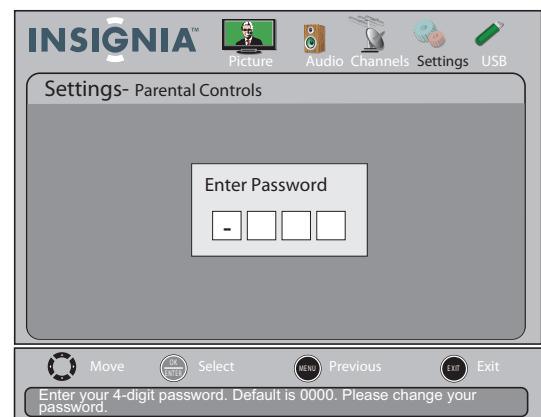 INSIGNIA™
Picture Audio Channels Settings USB
Settings- Parental Controls
Enter Password
-
Move OK ENTER Select MENU Previous EXIT Exit
Enter your 4-digit password. Default is 0000. Please change your
password.